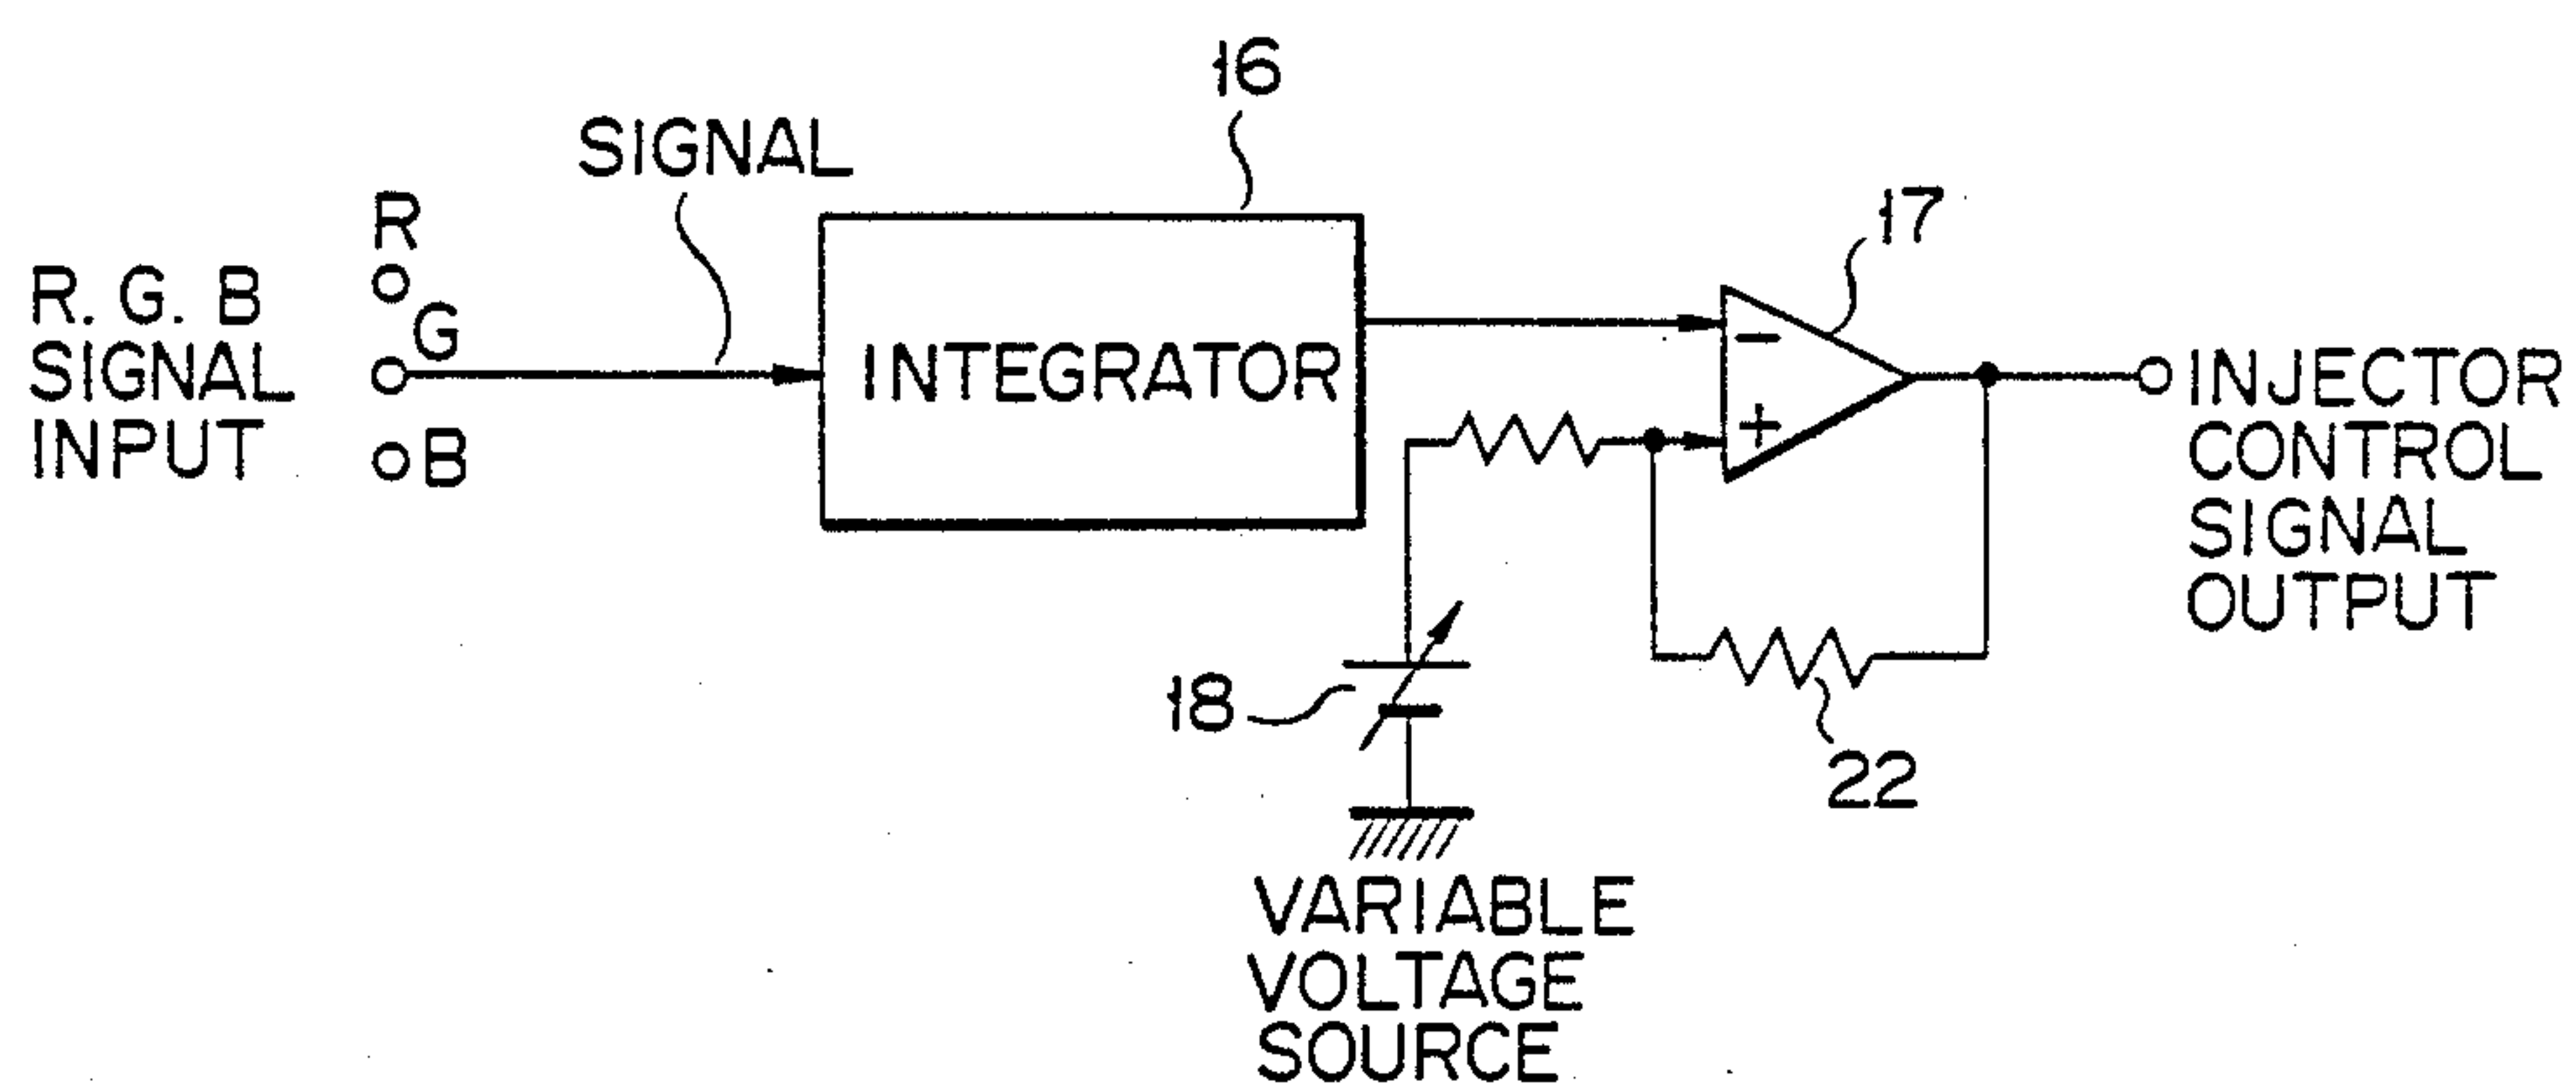 16
SIGNAL
17
R
R. G. B
SIGNAL
INPUT
G
B
INTEGRATOR
−
+
INJECTOR
CONTROL
SIGNAL
OUTPUT
18
22
VARIABLE
VOLTAGE
SOURCE